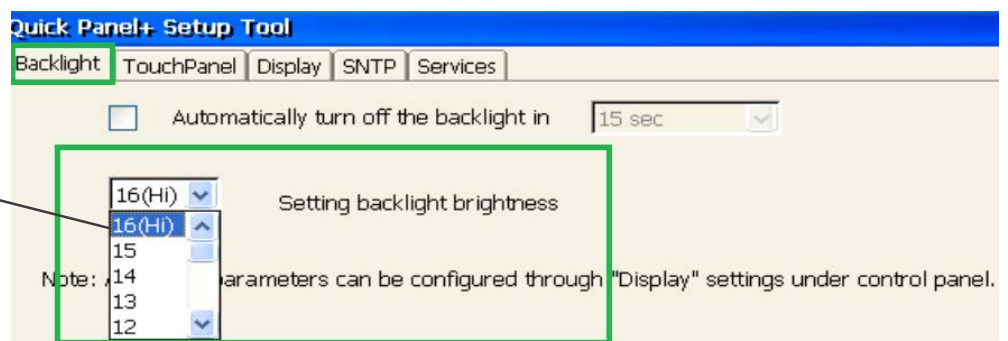 Quick Panel+ Setup Tool
Backlight TouchPanel Display SNTP Services
Automatically turn off the backlight in 15 sec
16(Hi) Setting backlight brightness
16(Hi)
15
14
Note: arameters can be configured through "Display" settings under control panel.
13
12